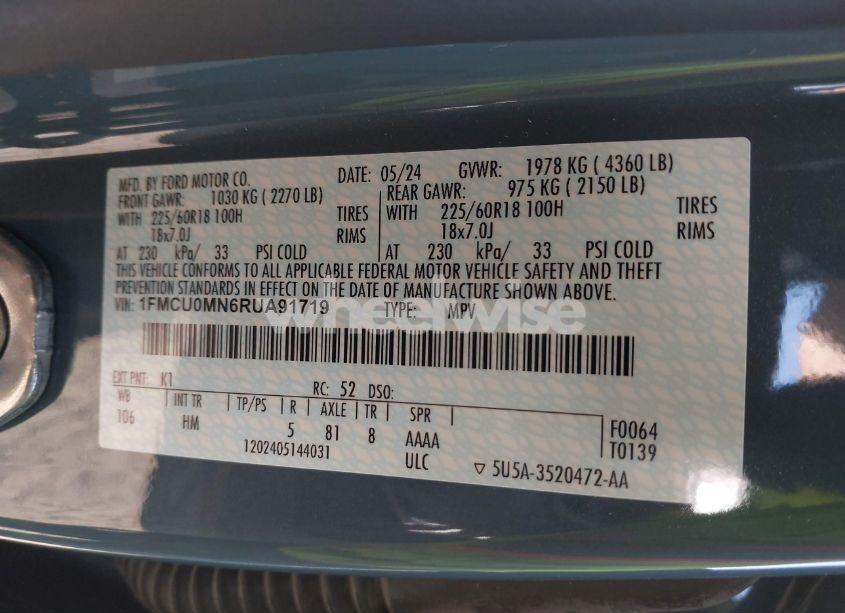 MFD. BY FORD MOTOR CO. DATE: 05/24 GVWR: 1978 KG ( 4360 LB)
FRONT GAWR: 1030 KG ( 2270 LB) REAR GAWR: 975 KG ( 2150 LB)
WITH 225/60R18 100H TIRES WITH 225/60R18 100H TIRES
18x7.0J RIMS 18x7.0J RIMS
AT 230 kPa/ 33 PSI COLD AT 230 kPa/ 33 PSI COLD
THIS VEHICLE CONFORMS TO ALL APPLICABLE FEDERAL MOTOR VEHICLE SAFETY AND THEFT
PREVENTION STANDARDS IN EFFECT ON THE DATE OF MANUFACTURE SHOWN ABOVE.
VIN: 1FMCU0MN6RUA91719 TYPE: MPV
wheelwise
EXT PNT: K1 RC: 52 DSO:
WB INT TR TP/PS R AXLE TR SPR
106 HM 5 81 8 AAAA F0064
1202405144031 ULC T0139
5U5A-3520472-AA